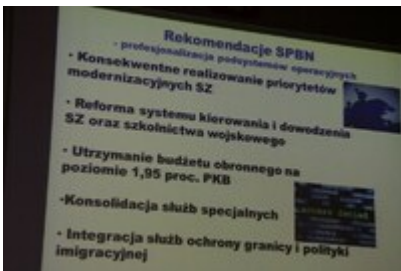 Rekomendacje SPBN
- profesjonalizacja podsystemów operacyjnych
• Konsekwentne realizowanie priorytetów
modernizacyjnych SZ
• Reforma systemu kierowania i dowodzenia
SZ oraz szkolnictwa wojskowego
• Utrzymanie budżetu obronnego na
poziomie 1,95 proc. PKB
•Konsolidacja służb specjalnych
• Integracja służb ochrony granicy i polityki
imigracyjnej